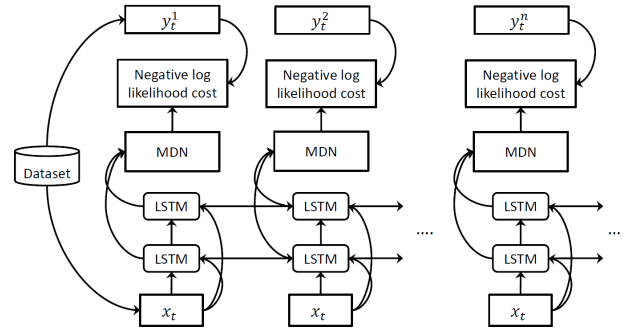 y_t^1 y_t^2 y_t^n
Negative log Negative log Negative log
likelihood cost likelihood cost likelihood cost
MDN MDN MDN
Dataset
LSTM LSTM LSTM
.... ...
LSTM LSTM LSTM
x_t x_t x_t